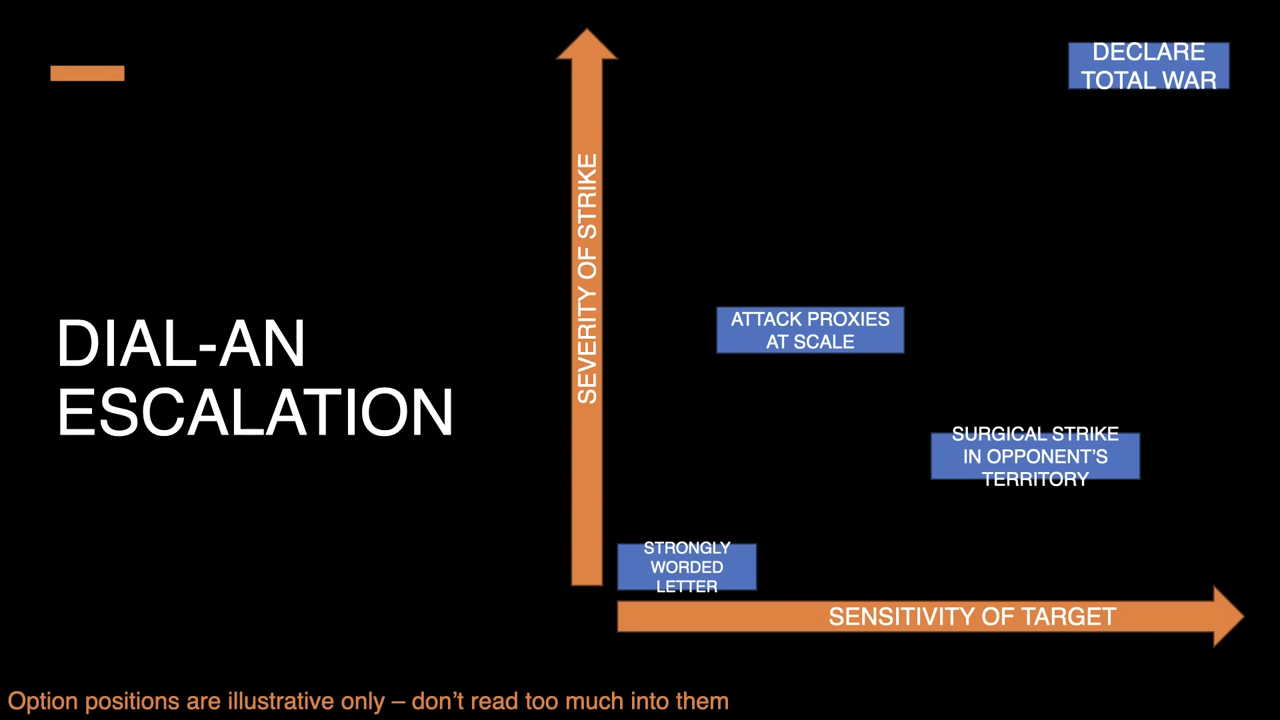 DIAL-AN
ESCALATION
SEVERITY OF STRIKE
DECLARE
TOTAL WAR
ATTACK PROXIES
AT SCALE
SURGICAL STRIKE
IN OPPONENT’S
TERRITORY
STRONGLY
WORDED
LETTER
SENSITIVITY OF TARGET
Option positions are illustrative only – don’t read too much into them